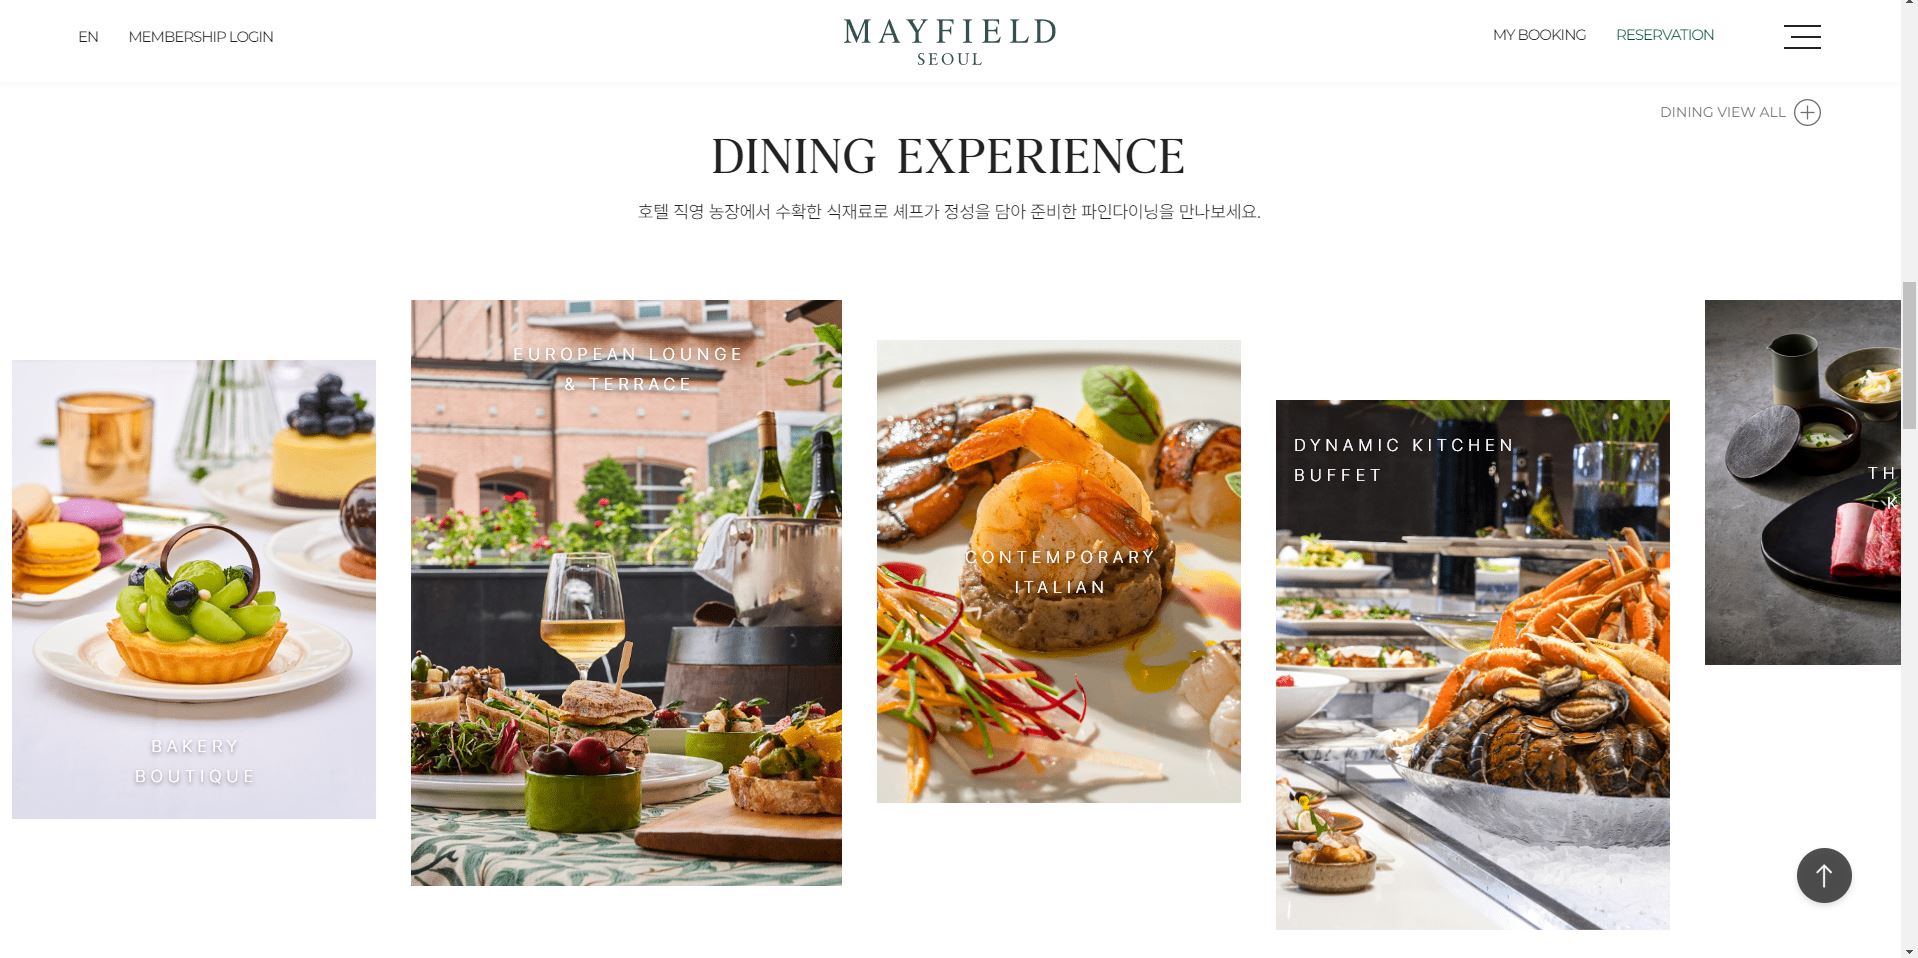 EN
MEMBERSHIP LOGIN
MAYFIELD
SEOUL
MY BOOKING
RESERVATION
DINING VIEW ALL
DINING EXPERIENCE
호텔 직영 농장에서 수확한 식재료로 셰프가 정성을 담아 준비한 파인다이닝을 만나보세요.
BAKERY
BOUTIQUE
EUROPEAN LOUNGE
& TERRACE
CONTEMPORARY
ITALIAN
DYNAMIC KITCHEN
BUFFET